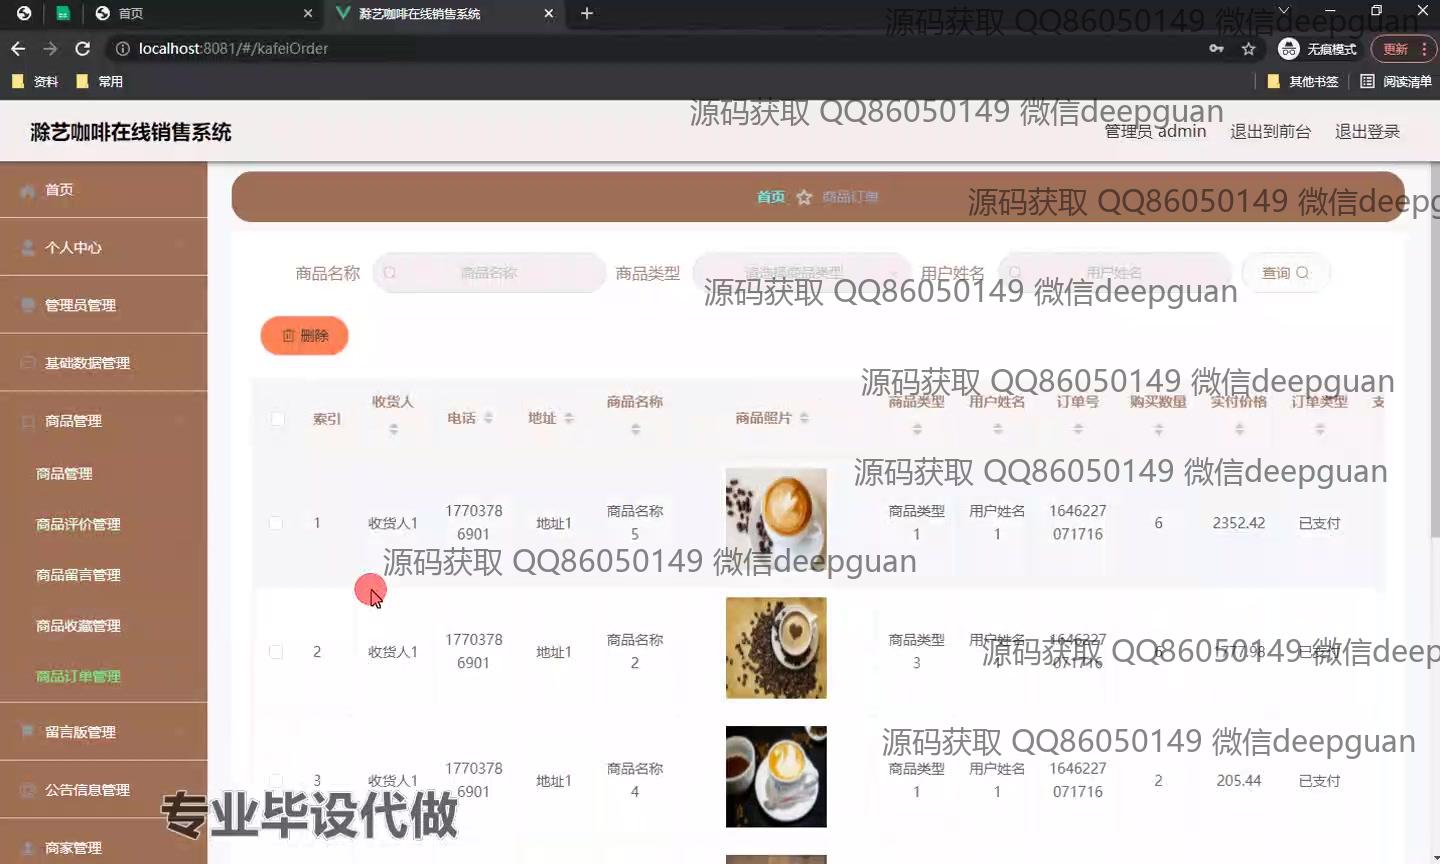 首页
滁艺咖啡在线销售系统
源码获取 QQ86050149 微信deepguan
localhost:8081/#/kafeiOrder
无痕模式
更新
资料
常用
其他书签
阅读清单
滁艺咖啡在线销售系统
源码获取 QQ86050149 微信deepguan
管理员 admin
退出到前台
退出登录
首页
个人中心
管理员管理
基础数据管理
商品管理
商品管理
商品评价管理
商品留言管理
商品收藏管理
商品订单管理
留言版管理
公告信息管理
商家管理
首页 商品订单
源码获取 QQ86050149 微信deepg
商品名称 商品名称 商品类型 请选择商品类型 用户姓名 用户姓名 查询
源码获取 QQ86050149 微信deepguan
删除
源码获取 QQ86050149 微信deepguan
索引 收货人 电话 地址 商品名称 商品照片 商品类型 用户姓名 订单号 购买数量 实付价格 订单类型 支
源码获取 QQ86050149 微信deepguan
1 收货人1 1770378 地址1 商品名称 商品类型 用户姓名 1646227 6 2352.42 已支付
6901 5 1 1 071716
源码获取 QQ86050149 微信deepguan
2 收货人1 1770378 地址1 商品名称 商品类型 用户姓名 1646227
6901 2 3 1 071716 已支付
源码获取 QQ86050149 微信deep
源码获取 QQ86050149 微信deepguan
3 收货人1 1770378 地址1 商品名称 商品类型 用户姓名 1646227 2 205.44 已支付
6901 4 1 1 071716
专业毕设代做